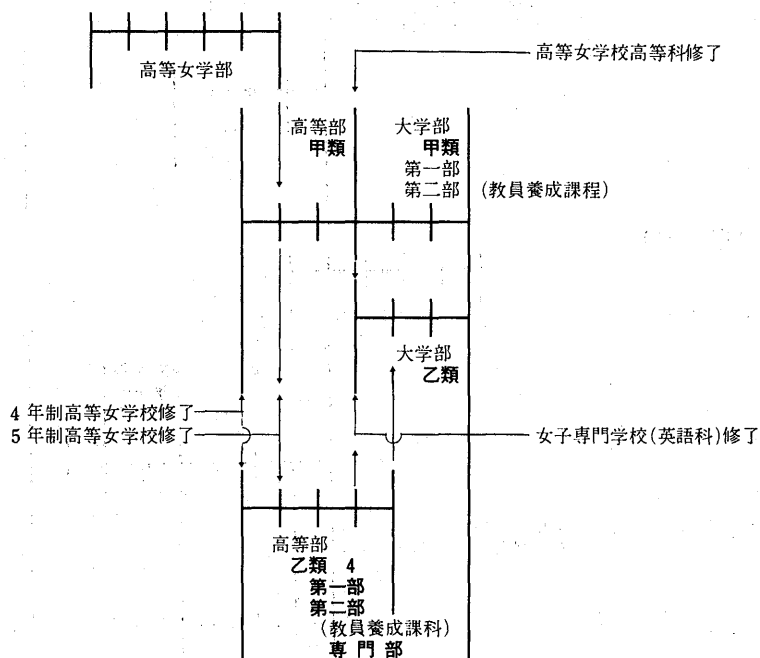 高等女学部
高等女学校高等科修了
高等部
甲類
大学部
甲類
第一部
第二部 (教員養成課程)
大学部
乙類
4年制高等女学校修了
5年制高等女学校修了
女子専門学校(英語科)修了
高等部
乙類 4
第一部
第二部
(教員養成課科)
専門部